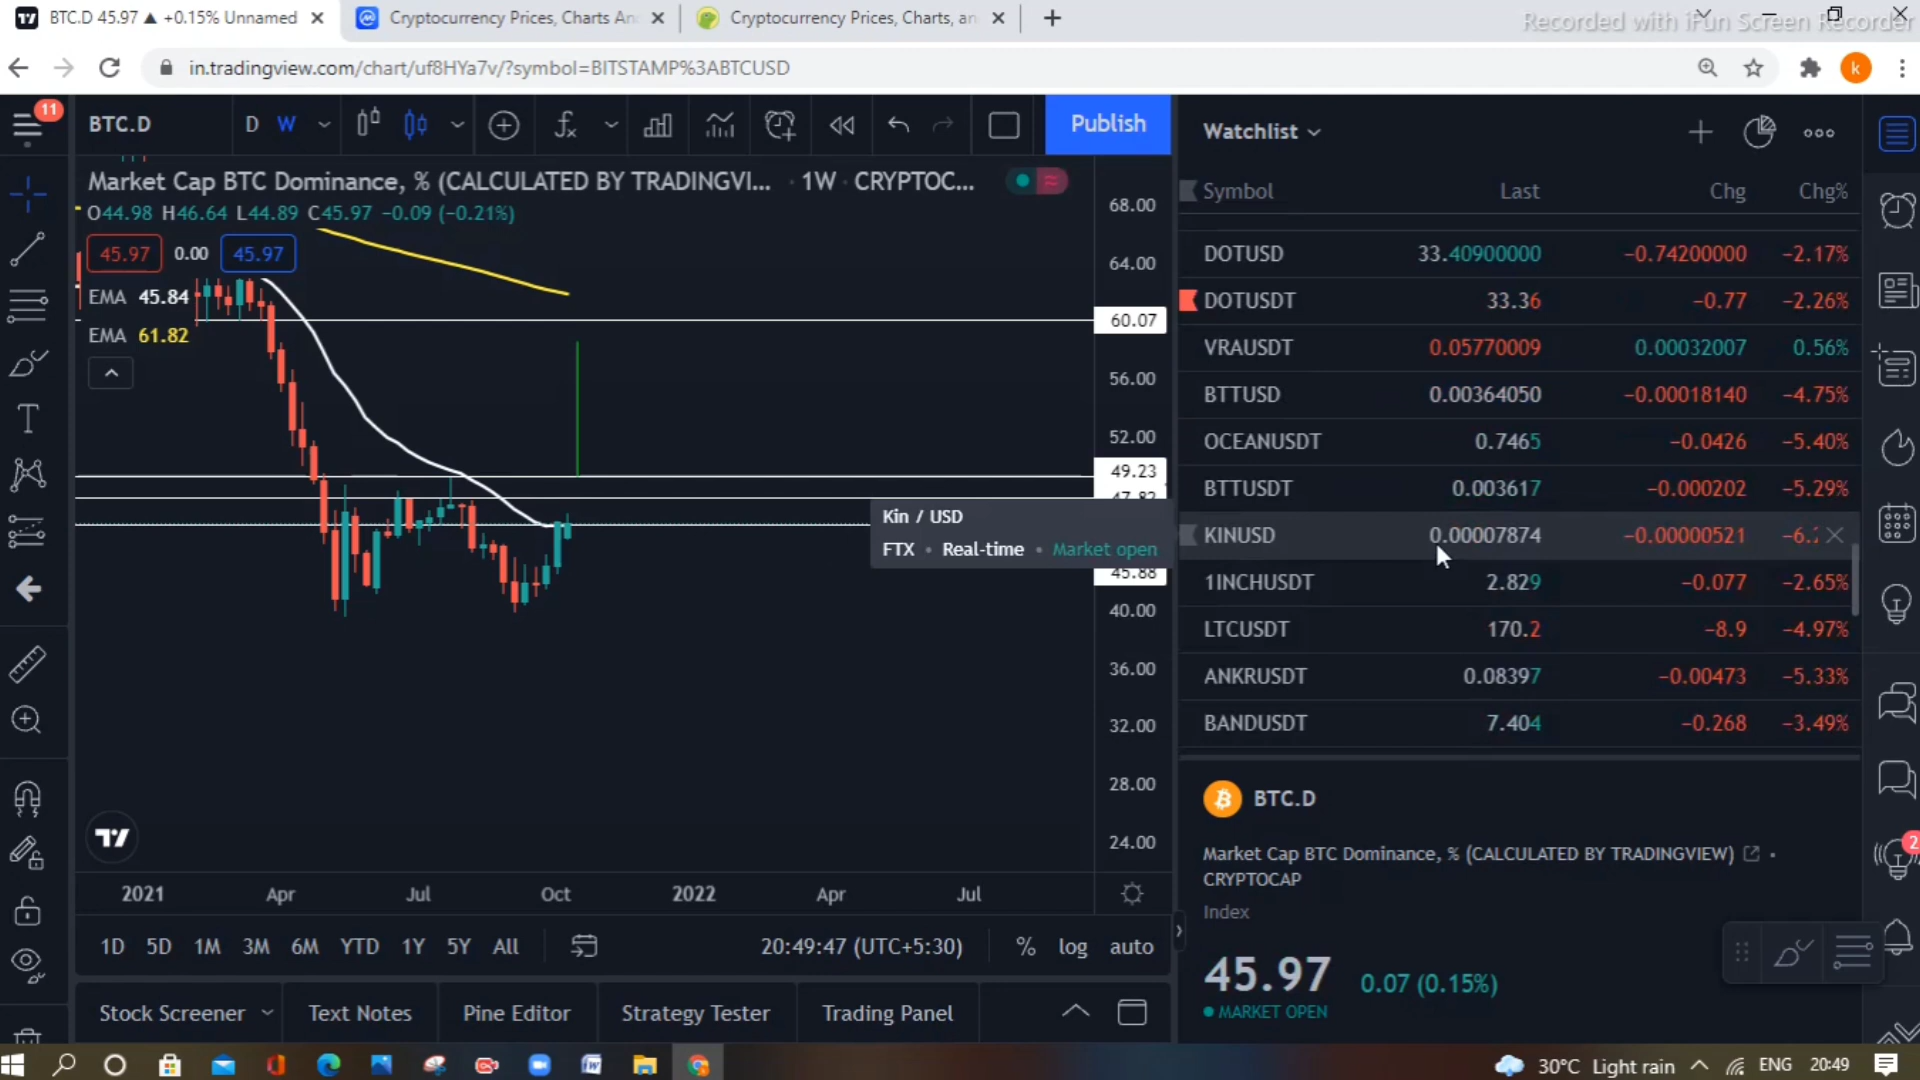 BTC.D 45.97 ▲ +0.15% Unnamed
Cryptocurrency Prices, Charts An
Cryptocurrency Prices, Charts, an
Recorded with iFun Screen Recorder
in.tradingview.com/chart/uf8HYa7v/?symbol=BITSTAMP%3ABTCUSD
k
11
BTC.D
D W
Publish
Market Cap BTC Dominance, % (CALCULATED BY TRADINGVI... · 1W · CRYPTOC...
O44.98 H46.64 L44.89 C45.97 −0.09 (−0.21%)
45.97 0.00 45.97
EMA 45.84
EMA 61.82
68.00
64.00
60.07
56.00
52.00
49.23
47.82
45.88
40.00
36.00
32.00
28.00
24.00
Kin / USD
FTX • Real-time • Market open
2021 Apr Jul Oct 2022 Apr Jul
1D 5D 1M 3M 6M YTD 1Y 5Y All
20:49:47 (UTC+5:30) % log auto
Stock Screener Text Notes Pine Editor Strategy Tester Trading Panel
Watchlist
Symbol Last Chg Chg%
DOTUSD 33.40900000 −0.74200000 −2.17%
DOTUSDT 33.36 −0.77 −2.26%
VRAUSDT 0.05770009 0.00032007 0.56%
BTTUSD 0.00364050 −0.00018140 −4.75%
OCEANUSDT 0.7465 −0.0426 −5.40%
BTTUSDT 0.003617 −0.000202 −5.29%
KINUSD 0.00007874 −0.00000521 −6.2
1INCHUSDT 2.829 −0.077 −2.65%
LTCUSDT 170.2 −8.9 −4.97%
ANKRUSDT 0.08397 −0.00473 −5.33%
BANDUSDT 7.404 −0.268 −3.49%
BTC.D
Market Cap BTC Dominance, % (CALCULATED BY TRADINGVIEW) •
CRYPTOCAP
Index
45.97 0.07 (0.15%)
MARKET OPEN
2
30°C Light rain ENG 20:49